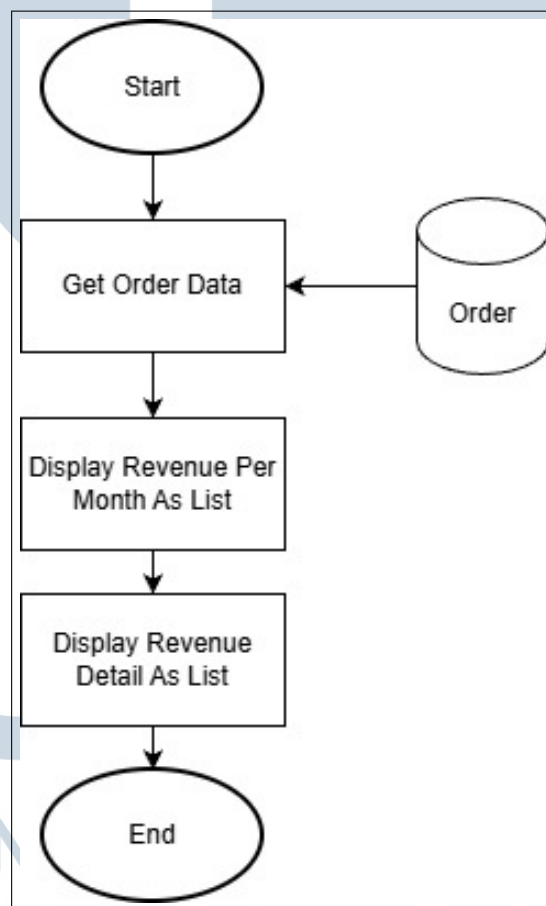 Start
Get Order Data
Order
Display Revenue Per
Month As List
Display Revenue
Detail As List
End